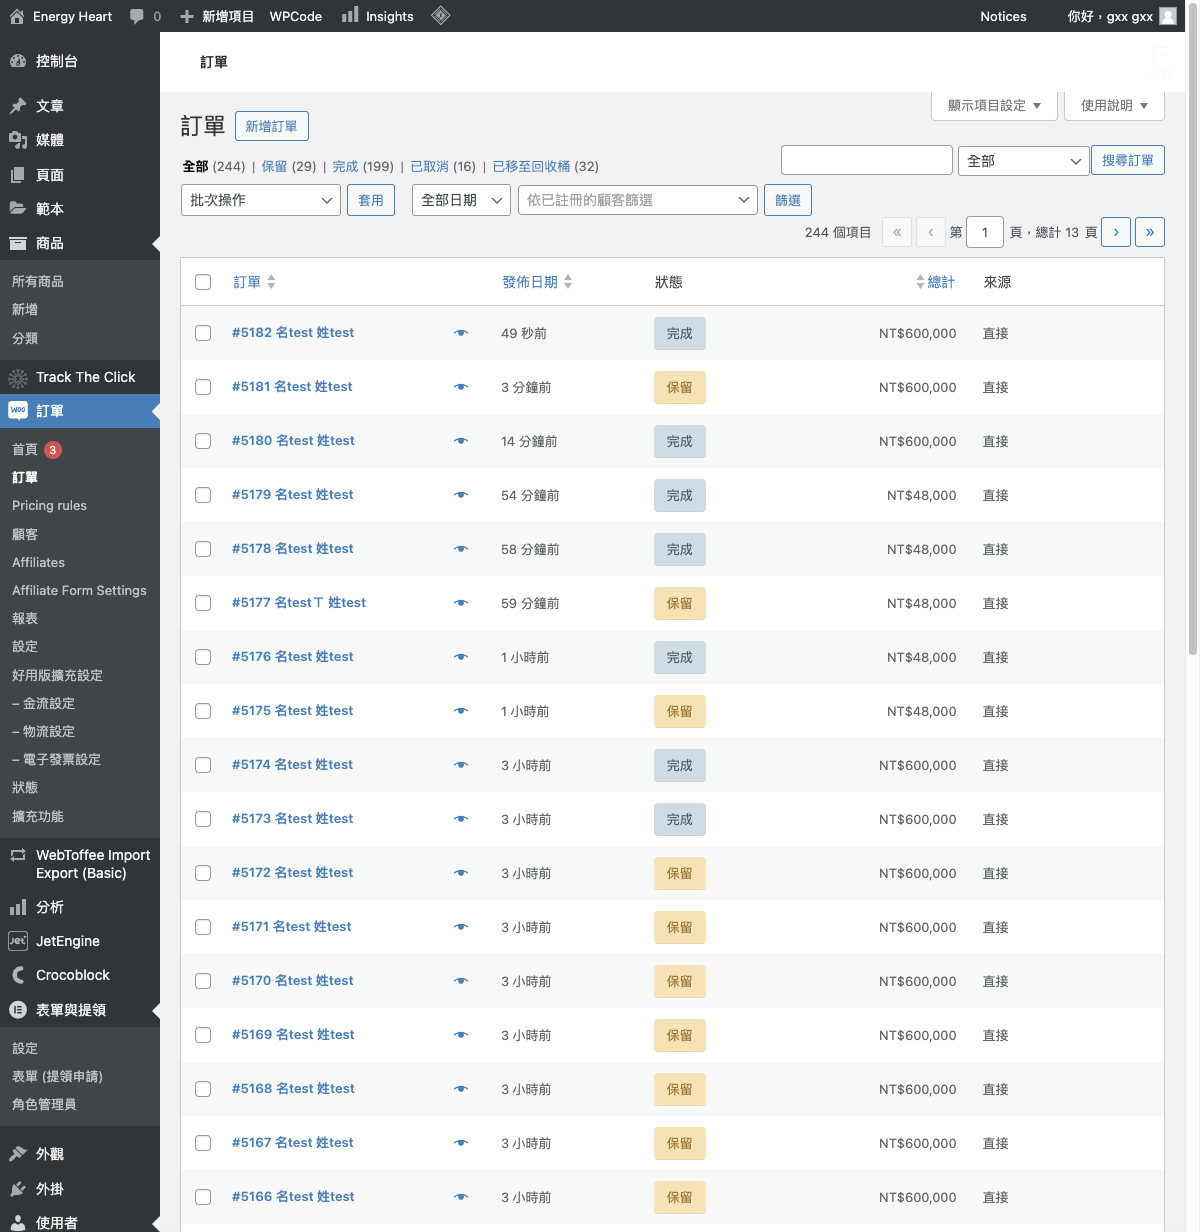 Energy Heart 0 新增項目 WPCode Insights Notices 你好，gxx gxx
控制台
文章
媒體
頁面
範本
商品
所有商品
新增
分類
Track The Click
訂單
首頁 3
訂單
Pricing rules
顧客
Affiliates
Affiliate Form Settings
報表
設定
好用版擴充設定
– 金流設定
– 物流設定
– 電子發票設定
狀態
擴充功能
WebToffee Import
Export (Basic)
分析
JetEngine
Crocoblock
表單與提領
設定
表單 (提領申請)
角色管理員
外觀
外掛
使用者
訂單
顯示項目設定 使用說明
訂單 新增訂單
全部 (244) | 保留 (29) | 完成 (199) | 已取消 (16) | 已移至回收桶 (32)
全部 搜尋訂單
批次操作 套用 全部日期 依已註冊的顧客篩選 篩選
244 個項目 « ‹ 第 1 頁，總計 13 頁 › »
訂單 發佈日期 狀態 總計 來源
#5182 名test 姓test 49 秒前 完成 NT$600,000 直接
#5181 名test 姓test 3 分鐘前 保留 NT$600,000 直接
#5180 名test 姓test 14 分鐘前 完成 NT$600,000 直接
#5179 名test 姓test 54 分鐘前 完成 NT$48,000 直接
#5178 名test 姓test 58 分鐘前 完成 NT$48,000 直接
#5177 名testㄒ 姓test 59 分鐘前 保留 NT$48,000 直接
#5176 名test 姓test 1 小時前 完成 NT$48,000 直接
#5175 名test 姓test 1 小時前 保留 NT$48,000 直接
#5174 名test 姓test 3 小時前 完成 NT$600,000 直接
#5173 名test 姓test 3 小時前 完成 NT$600,000 直接
#5172 名test 姓test 3 小時前 保留 NT$600,000 直接
#5171 名test 姓test 3 小時前 保留 NT$600,000 直接
#5170 名test 姓test 3 小時前 保留 NT$600,000 直接
#5169 名test 姓test 3 小時前 保留 NT$600,000 直接
#5168 名test 姓test 3 小時前 保留 NT$600,000 直接
#5167 名test 姓test 3 小時前 保留 NT$600,000 直接
#5166 名test 姓test 3 小時前 保留 NT$600,000 直接